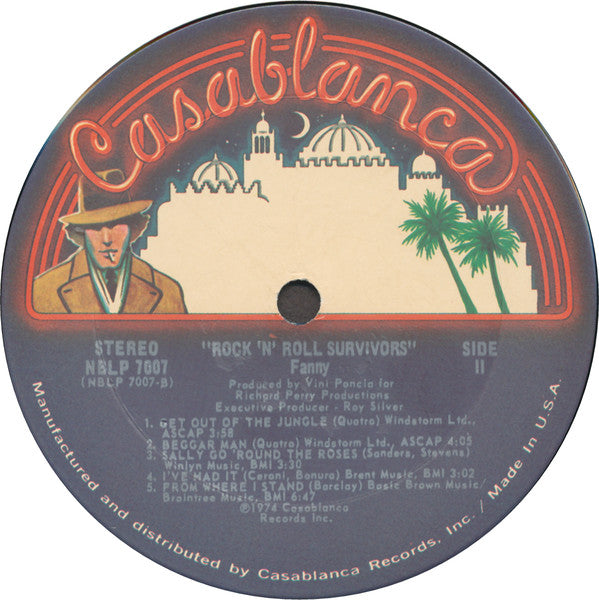 Casablanca
STEREO
NBLP 7007
(NBLP 7007-B)
"ROCK 'N' ROLL SURVIVORS"
Fanny
SIDE
II
Produced by Vini Poncia for
Richard Perry Productions
Executive Producer - Roy Silver
1. GET OUT OF THE JUNGLE (Quatro) Windstorm Ltd.,
ASCAP 3:58
2. BEGGAR MAN (Quatro) Windstorm Ltd., ASCAP 4:05
3. SALLY GO 'ROUND THE ROSES (Sanders, Stevens)
Winlyn Music, BMI 3:30
4. I'VE HAD IT (Ceroni, Bonura) Brent Music, BMI 3:02
5. FROM WHERE I STAND (Barclay) Basic Brown Music/
Braintree Music, BMI 6:47
℗1974 Casablanca
Records Inc.
Manufactured and distributed by Casablanca Records, Inc. / Made In U.S.A.